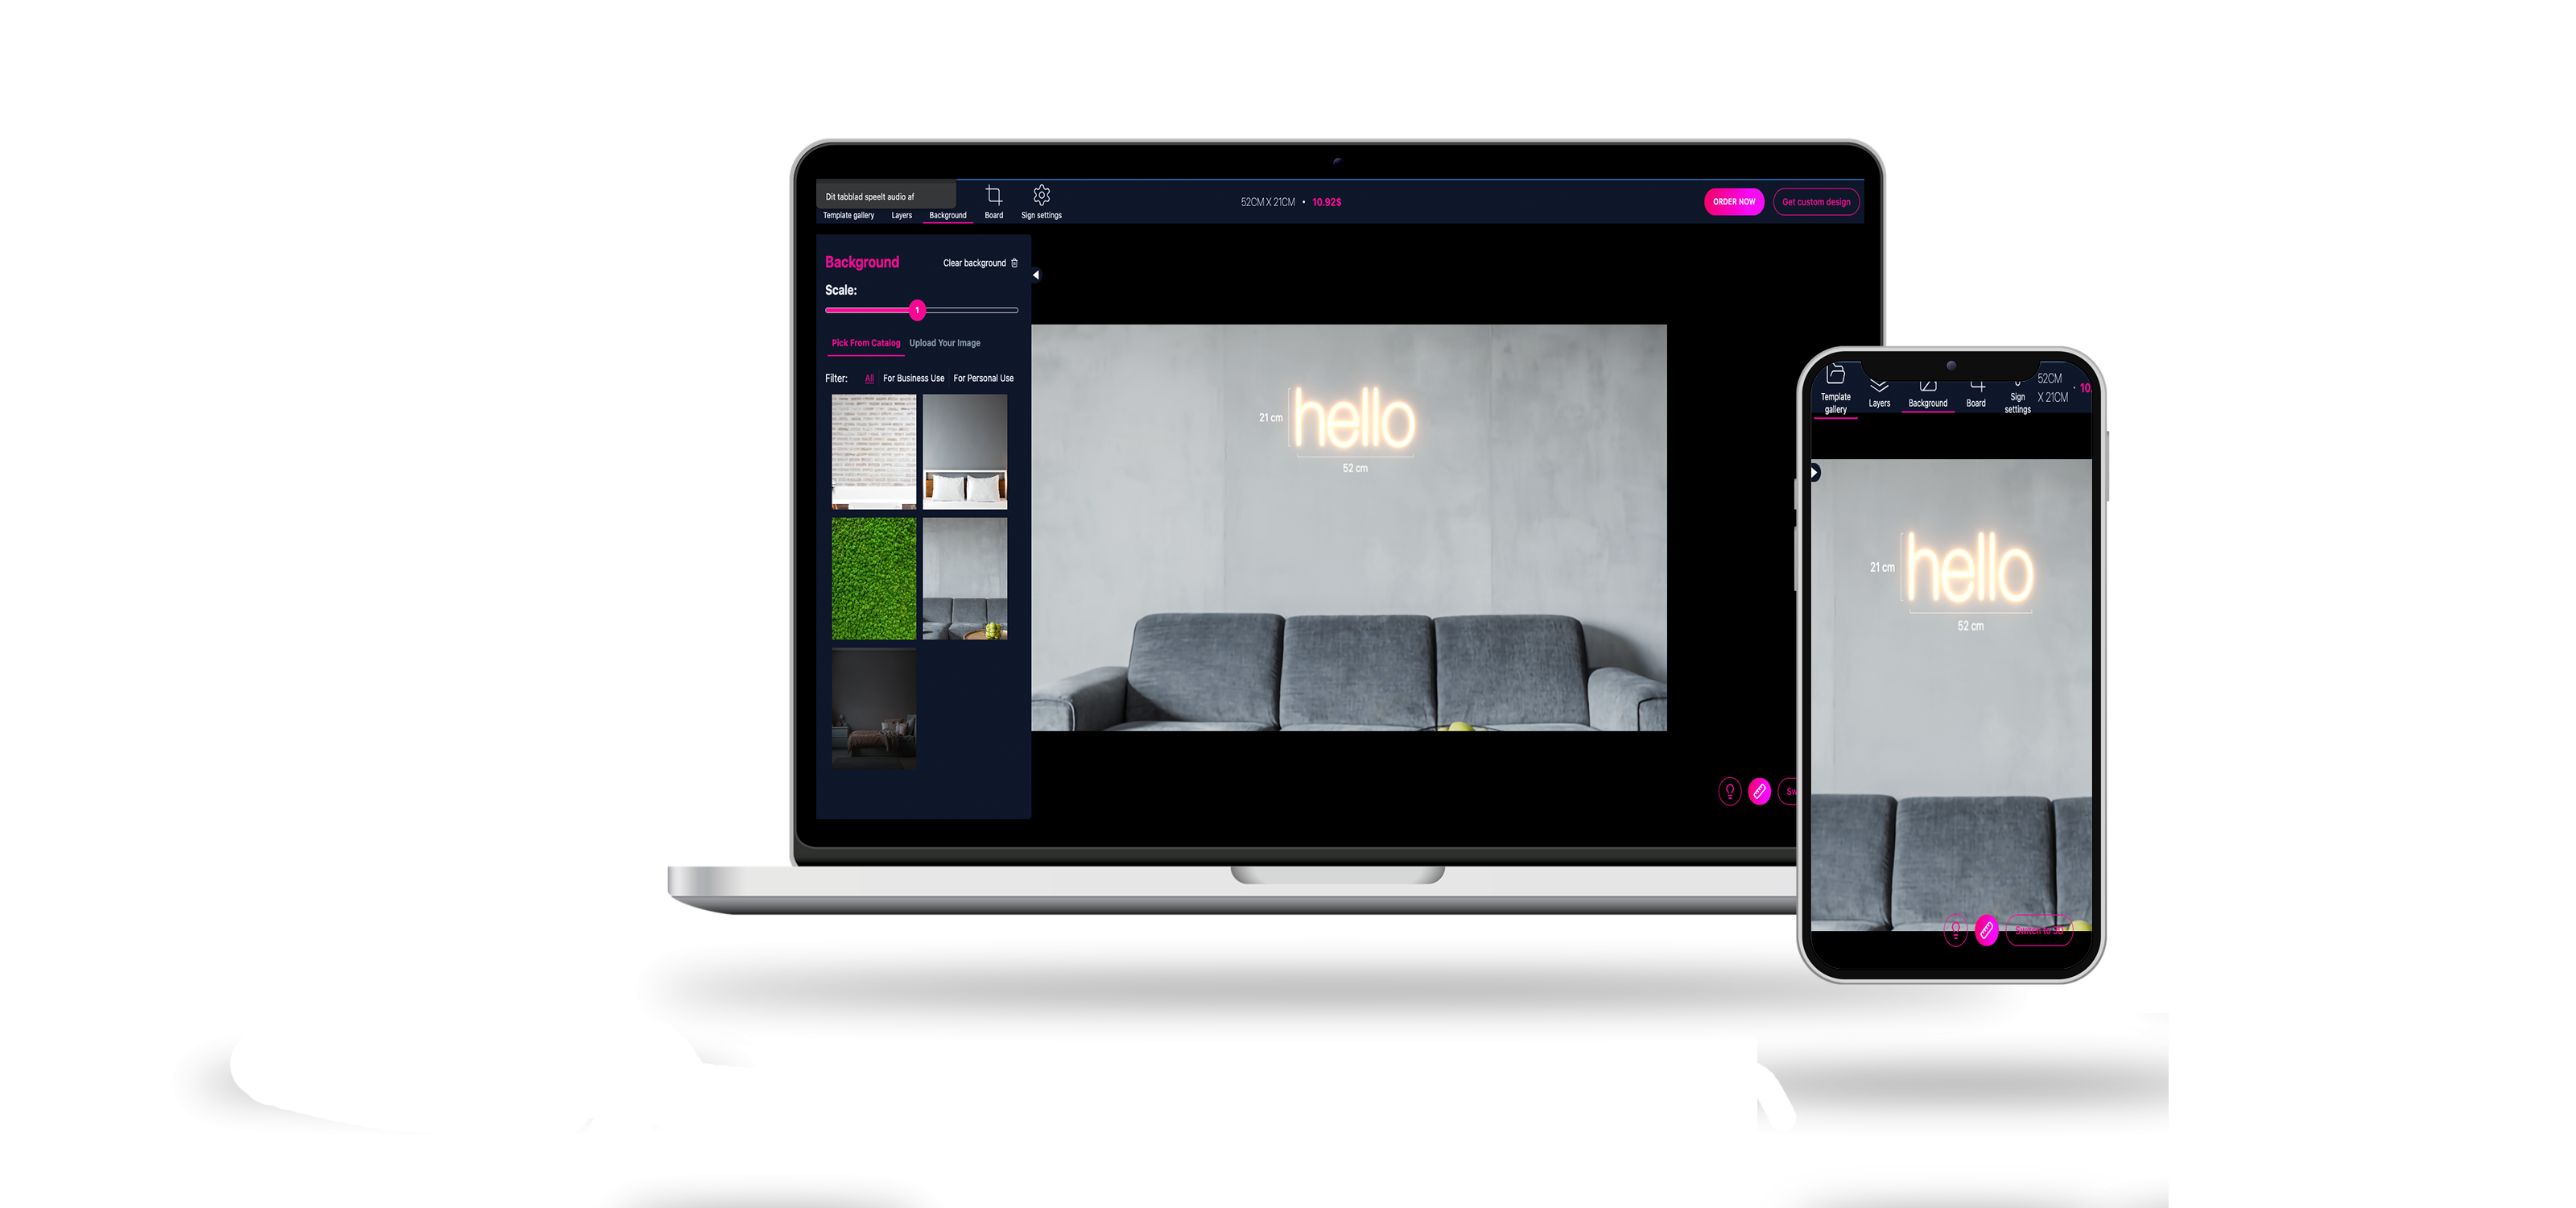 Dit tabblad speelt audio af
Template gallery Layers Background Board Sign settings
52CM X 21CM • 10.92$
ORDER NOW
Get custom design
Background
Clear background
Scale:
1
Pick From Catalog Upload Your Image
Filter: All For Business Use For Personal Use
hello
21 cm
52 cm
Template
gallery
Layers
Background
Board
Sign
settings
52CM
X 21CM
· 10.
hello
21 cm
52 cm
Switch to 3D